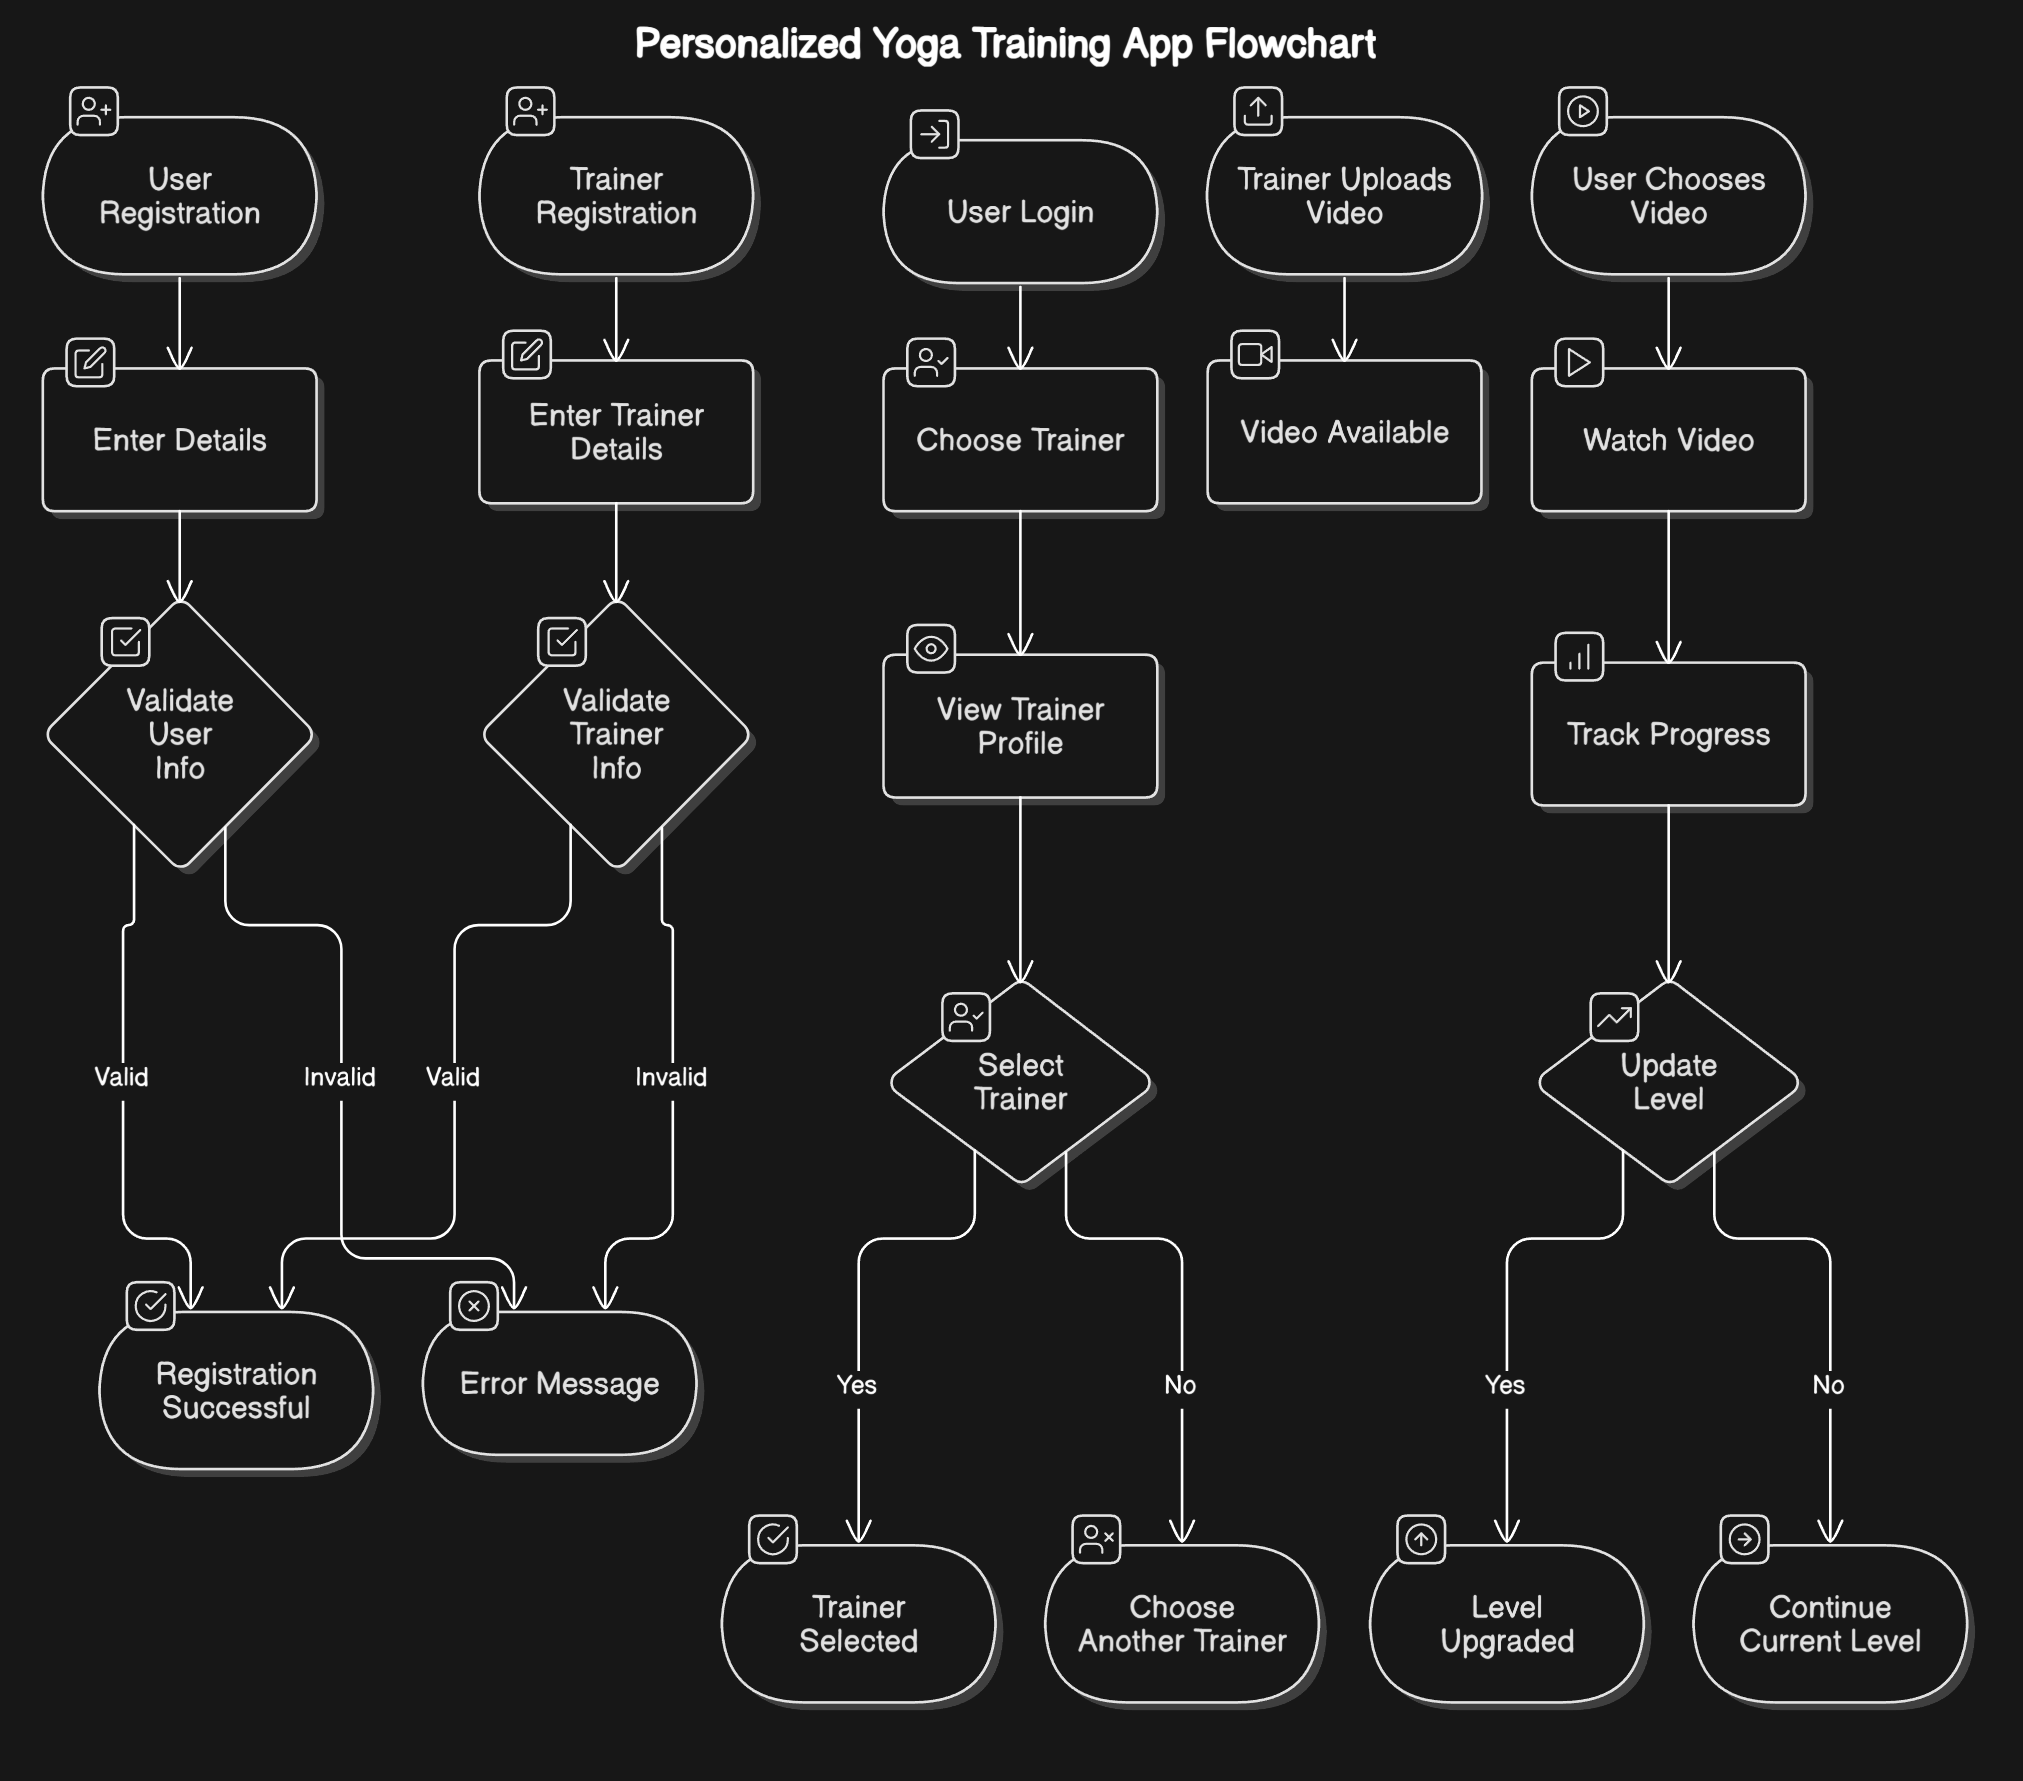 Personalized Yoga Training App Flowchart
User
Registration
Trainer
Registration
User Login
Trainer Uploads
Video
User Chooses
Video
Enter Details
Enter Trainer
Details
Choose Trainer
Video Available
Watch Video
Validate
User
Info
Validate
Trainer
Info
View Trainer
Profile
Track Progress
Valid
Invalid
Valid
Invalid
Select
Trainer
Update
Level
Registration
Successful
Error Message
Yes
No
Yes
No
Trainer
Selected
Choose
Another Trainer
Level
Upgraded
Continue
Current Level